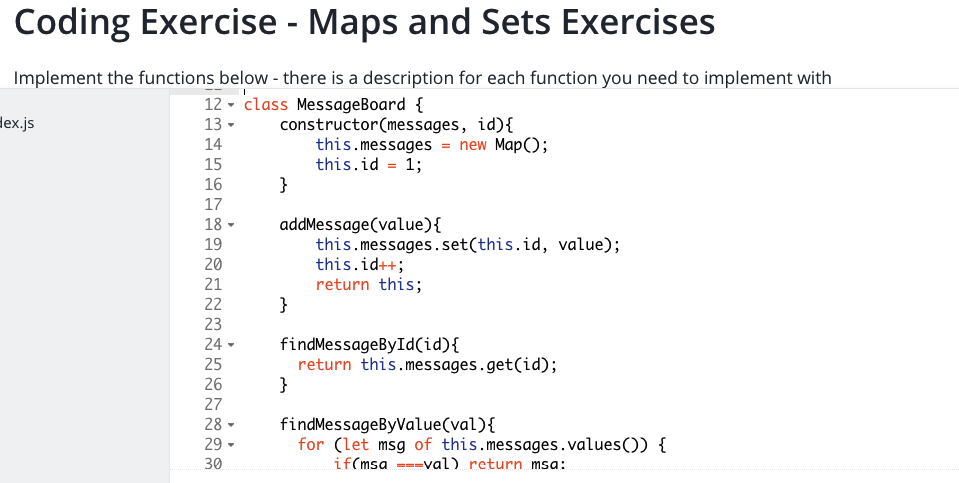 Coding Exercise - Maps and Sets Exercises
Implement the functions below - there is a description for each function you need to implement with
dex.js
12 class MessageBoard {
13 constructor(messages, id){
14 this.messages = new Map();
15 this.id = 1;
16 }
17
18 addMessage(value){
19 this.messages.set(this.id, value);
20 this.id++;
21 return this;
22 }
23
24 findMessageById(id){
25 return this.messages.get(id);
26 }
27
28 findMessageByValue(val){
29 for (let msg of this.messages.values()) {
30 if(msg ===val) return msg;